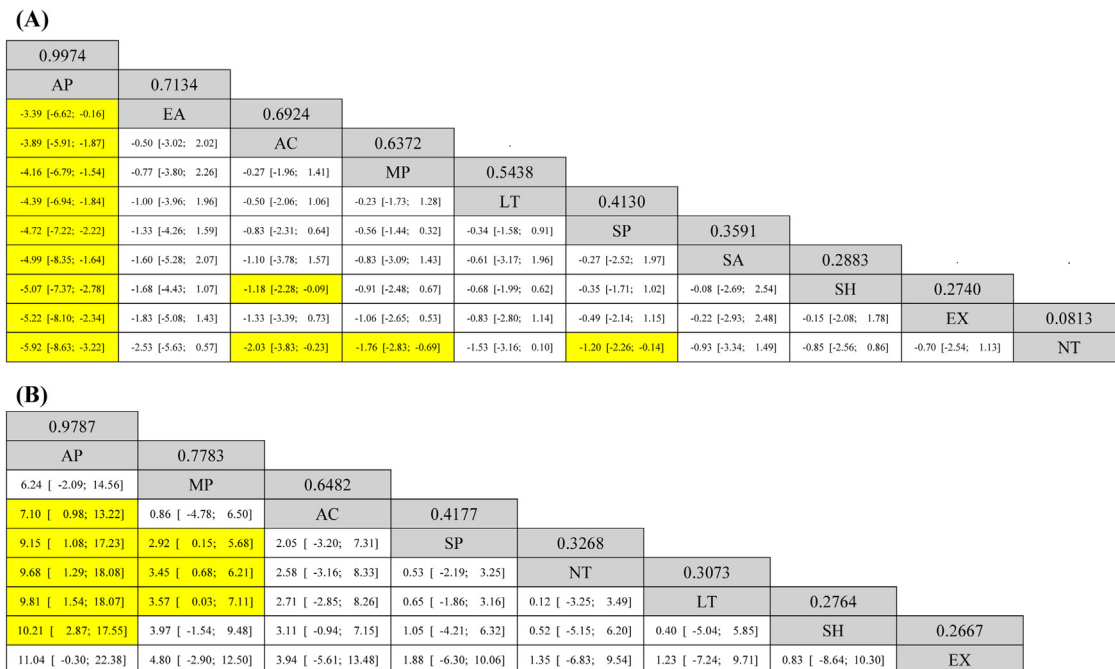 (A)
0.9974
AP 0.7134
-3.39 [-6.62; -0.16] EA 0.6924
-3.89 [-5.91; -1.87] -0.50 [-3.02; 2.02] AC 0.6372 .
-4.16 [-6.79; -1.54] -0.77 [-3.80; 2.26] -0.27 [-1.96; 1.41] MP 0.5438
-4.39 [-6.94; -1.84] -1.00 [-3.96; 1.96] -0.50 [-2.06; 1.06] -0.23 [-1.73; 1.28] LT 0.4130
-4.72 [-7.22; -2.22] -1.33 [-4.26; 1.59] -0.83 [-2.31; 0.64] -0.56 [-1.44; 0.32] -0.34 [-1.58; 0.91] SP 0.3591
-4.99 [-8.35; -1.64] -1.60 [-5.28; 2.07] -1.10 [-3.78; 1.57] -0.83 [-3.09; 1.43] -0.61 [-3.17; 1.96] -0.27 [-2.52; 1.97] SA 0.2883 . .
-5.07 [-7.37; -2.78] -1.68 [-4.43; 1.07] -1.18 [-2.28; -0.09] -0.91 [-2.48; 0.67] -0.68 [-1.99; 0.62] -0.35 [-1.71; 1.02] -0.08 [-2.69; 2.54] SH 0.2740
-5.22 [-8.10; -2.34] -1.83 [-5.08; 1.43] -1.33 [-3.39; 0.73] -1.06 [-2.65; 0.53] -0.83 [-2.80; 1.14] -0.49 [-2.14; 1.15] -0.22 [-2.93; 2.48] -0.15 [-2.08; 1.78] EX 0.0813
-5.92 [-8.63; -3.22] -2.53 [-5.63; 0.57] -2.03 [-3.83; -0.23] -1.76 [-2.83; -0.69] -1.53 [-3.16; 0.10] -1.20 [-2.26; -0.14] -0.93 [-3.34; 1.49] -0.85 [-2.56; 0.86] -0.70 [-2.54; 1.13] NT
(B)
0.9787
AP 0.7783
6.24 [ -2.09; 14.56] MP 0.6482
7.10 [ 0.98; 13.22] 0.86 [ -4.78; 6.50] AC 0.4177
9.15 [ 1.08; 17.23] 2.92 [ 0.15; 5.68] 2.05 [ -3.20; 7.31] SP 0.3268
9.68 [ 1.29; 18.08] 3.45 [ 0.68; 6.21] 2.58 [ -3.16; 8.33] 0.53 [ -2.19; 3.25] NT 0.3073
9.81 [ 1.54; 18.07] 3.57 [ 0.03; 7.11] 2.71 [ -2.85; 8.26] 0.65 [ -1.86; 3.16] 0.12 [ -3.25; 3.49] LT 0.2764
10.21 [ 2.87; 17.55] 3.97 [ -1.54; 9.48] 3.11 [ -0.94; 7.15] 1.05 [ -4.21; 6.32] 0.52 [ -5.15; 6.20] 0.40 [ -5.04; 5.85] SH 0.2667
11.04 [ -0.30; 22.38] 4.80 [ -2.90; 12.50] 3.94 [ -5.61; 13.48] 1.88 [ -6.30; 10.06] 1.35 [ -6.83; 9.54] 1.23 [ -7.24; 9.71] 0.83 [ -8.64; 10.30] EX